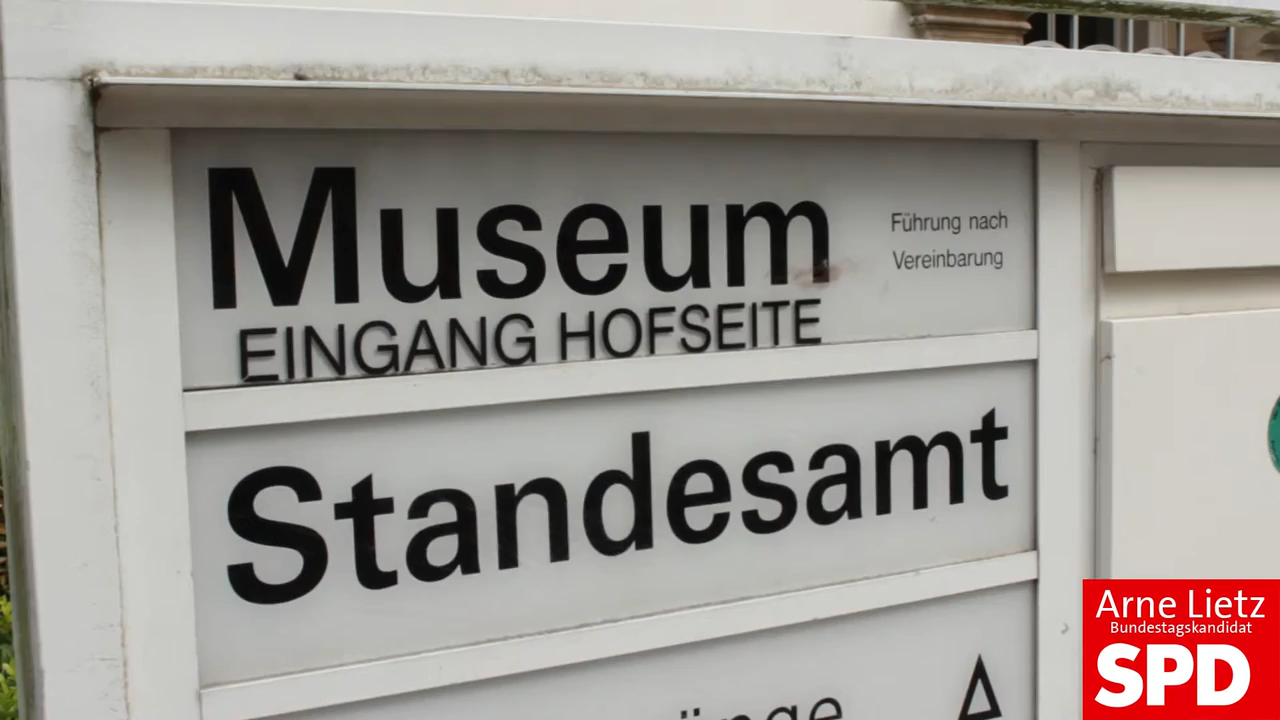 Museum
Führung nach
Vereinbarung
EINGANG HOFSEITE
Standesamt
Arne Lietz
Bundestagskandidat
SPD